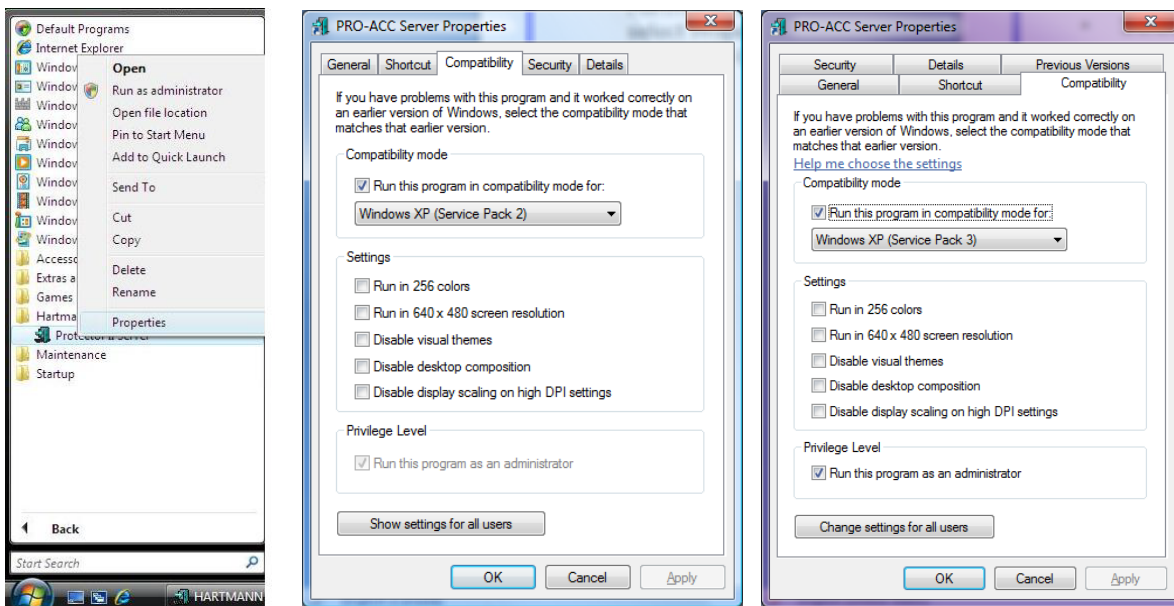 Default Programs
Internet Explorer
Window
Window
Window
Window
Window
Window
Window
Window
Window
Window
Accesso
Extras a
Games
Hartma
Maintenance
Startup
Back
Start Search
HARTMANN
Open
Run as administrator
Open file location
Pin to Start Menu
Add to Quick Launch
Send To
Cut
Copy
Delete
Rename
Properties
PRO-ACC Server Properties
General Shortcut Compatibility Security Details
If you have problems with this program and it worked correctly on
an earlier version of Windows, select the compatibility mode that
matches that earlier version.
Compatibility mode
Run this program in compatibility mode for:
Windows XP (Service Pack 2)
Settings
Run in 256 colors
Run in 640 x 480 screen resolution
Disable visual themes
Disable desktop composition
Disable display scaling on high DPI settings
Privilege Level
Run this program as an administrator
Show settings for all users
OK Cancel Apply
PRO-ACC Server Properties
Security Details Previous Versions
General Shortcut Compatibility
If you have problems with this program and it worked correctly on
an earlier version of Windows, select the compatibility mode that
matches that earlier version.
Help me choose the settings
Compatibility mode
Run this program in compatibility mode for:
Windows XP (Service Pack 3)
Settings
Run in 256 colors
Run in 640 x 480 screen resolution
Disable visual themes
Disable desktop composition
Disable display scaling on high DPI settings
Privilege Level
Run this program as an administrator
Change settings for all users
OK Cancel Apply